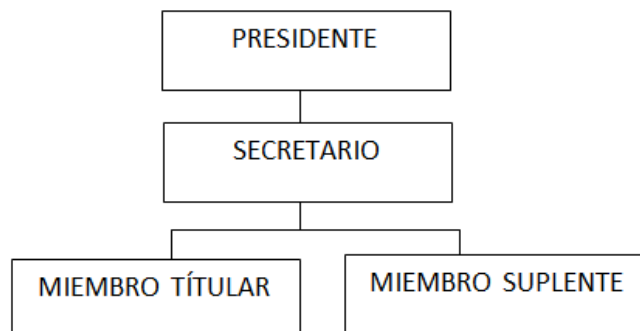 PRESIDENTE
SECRETARIO
MIEMBRO TÍTULAR
MIEMBRO SUPLENTE